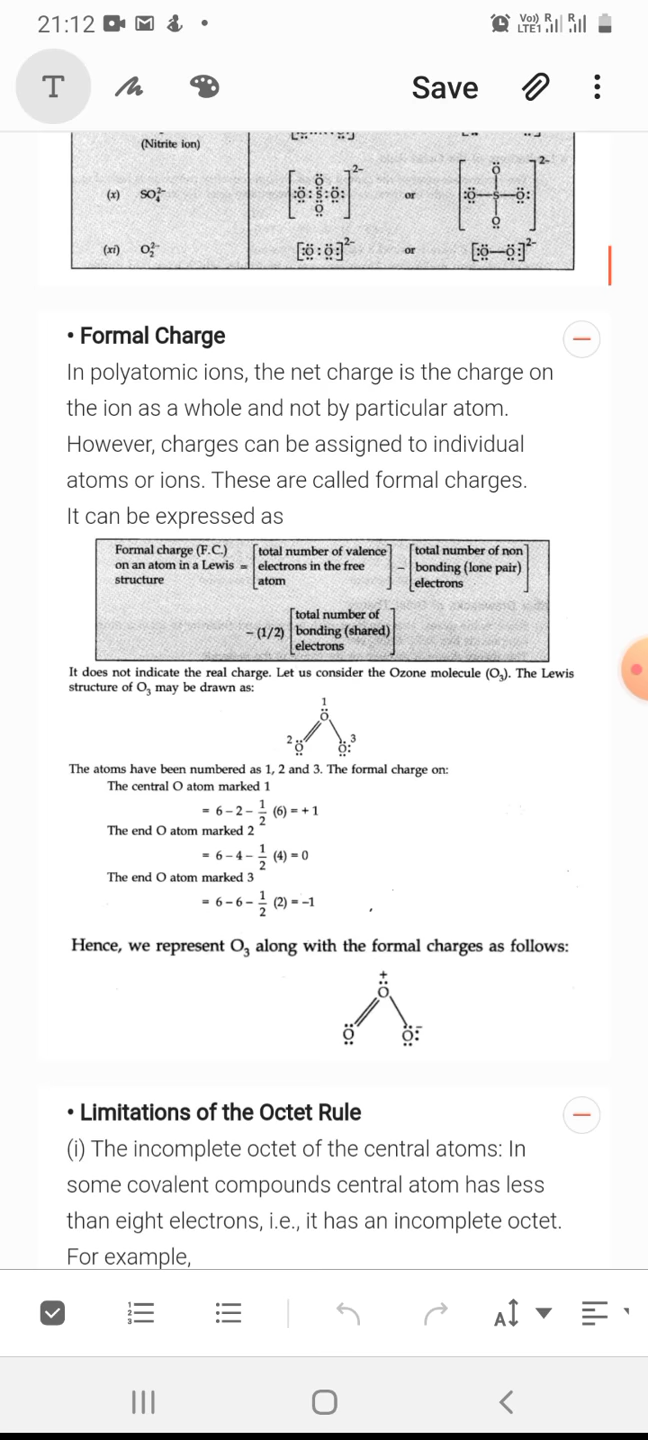 21:12
Vo)) R R
LTE1
T
Save
(Nitrite ion)
(x) SO₄²⁻ [:Ö:S:Ö:]²⁻ or [:Ö—S—Ö:]²⁻
(xi) O₂²⁻ [:Ö:Ö:]²⁻ or [:Ö—Ö:]²⁻
• Formal Charge
In polyatomic ions, the net charge is the charge on
the ion as a whole and not by particular atom.
However, charges can be assigned to individual
atoms or ions. These are called formal charges.
It can be expressed as
Formal charge (F.C.) [total number of valence] [total number of non]
on an atom in a Lewis = electrons in the free – bonding (lone pair)
structure atom electrons
[total number of]
– (1/2) bonding (shared)
electrons
It does not indicate the real charge. Let us consider the Ozone molecule (O₃). The Lewis
structure of O₃ may be drawn as:
1
Ö
2 Ö Ö: 3
The atoms have been numbered as 1, 2 and 3. The formal charge on:
The central O atom marked 1
= 6 – 2 – 1/2 (6) = + 1
The end O atom marked 2
= 6 – 4 – 1/2 (4) = 0
The end O atom marked 3
= 6 – 6 – 1/2 (2) = –1
Hence, we represent O₃ along with the formal charges as follows:
+
Ö
Ö Ö:⁻
• Limitations of the Octet Rule
(i) The incomplete octet of the central atoms: In
some covalent compounds central atom has less
than eight electrons, i.e., it has an incomplete octet.
For example,
A